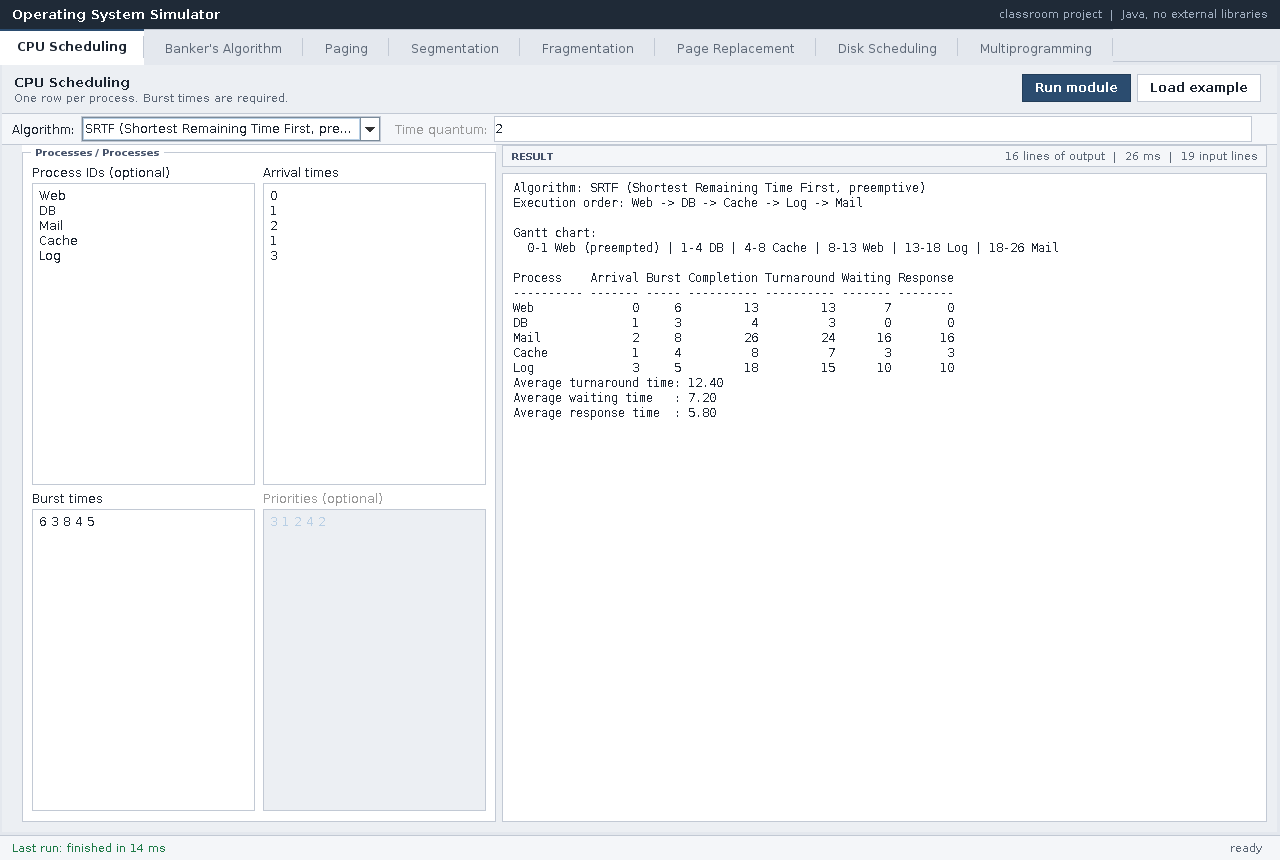 Operating System Simulator
classroom project | Java, no external libraries
CPU Scheduling
Banker's Algorithm
Paging
Segmentation
Fragmentation
Page Replacement
Disk Scheduling
Multiprogramming
CPU Scheduling
One row per process. Burst times are required.
Run module
Load example
Algorithm:
SRTF (Shortest Remaining Time First, pre...
Time quantum:
2
Processes / Processes
Process IDs (optional)
Web
DB
Mail
Cache
Log
Arrival times
0
1
2
1
3
Burst times
6 3 8 4 5
Priorities (optional)
3 1 2 4 2
RESULT
16 lines of output | 26 ms | 19 input lines
Algorithm: SRTF (Shortest Remaining Time First, preemptive)
Execution order: Web -> DB -> Cache -> Log -> Mail
Gantt chart:
0-1 Web (preempted) | 1-4 DB | 4-8 Cache | 8-13 Web | 13-18 Log | 18-26 Mail
Process Arrival Burst Completion Turnaround Waiting Response
---------- ------- ----- ---------- ---------- ------- --------
Web 0 6 13 13 7 0
DB 1 3 4 3 0 0
Mail 2 8 26 24 16 16
Cache 1 4 8 7 3 3
Log 3 5 18 15 10 10
Average turnaround time: 12.40
Average waiting time : 7.20
Average response time : 5.80
Last run: finished in 14 ms
ready